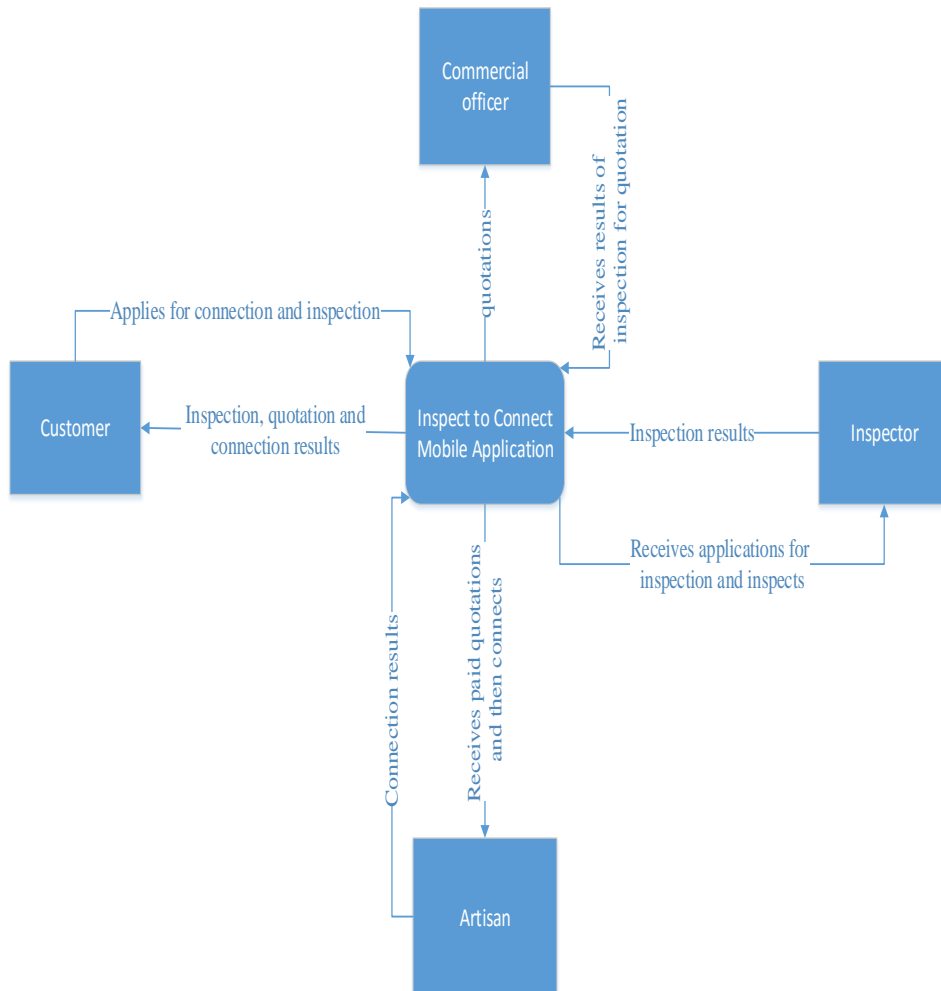 Commercial
officer
quotations
Receives results of
inspection for quotation
Applies for connection and inspection
Customer
Inspection, quotation and
connection results
Inspect to Connect
Mobile Application
Inspection results
Inspector
Receives applications for
inspection and inspects
Connection results
Receives paid quotations
and then connects
Artisan